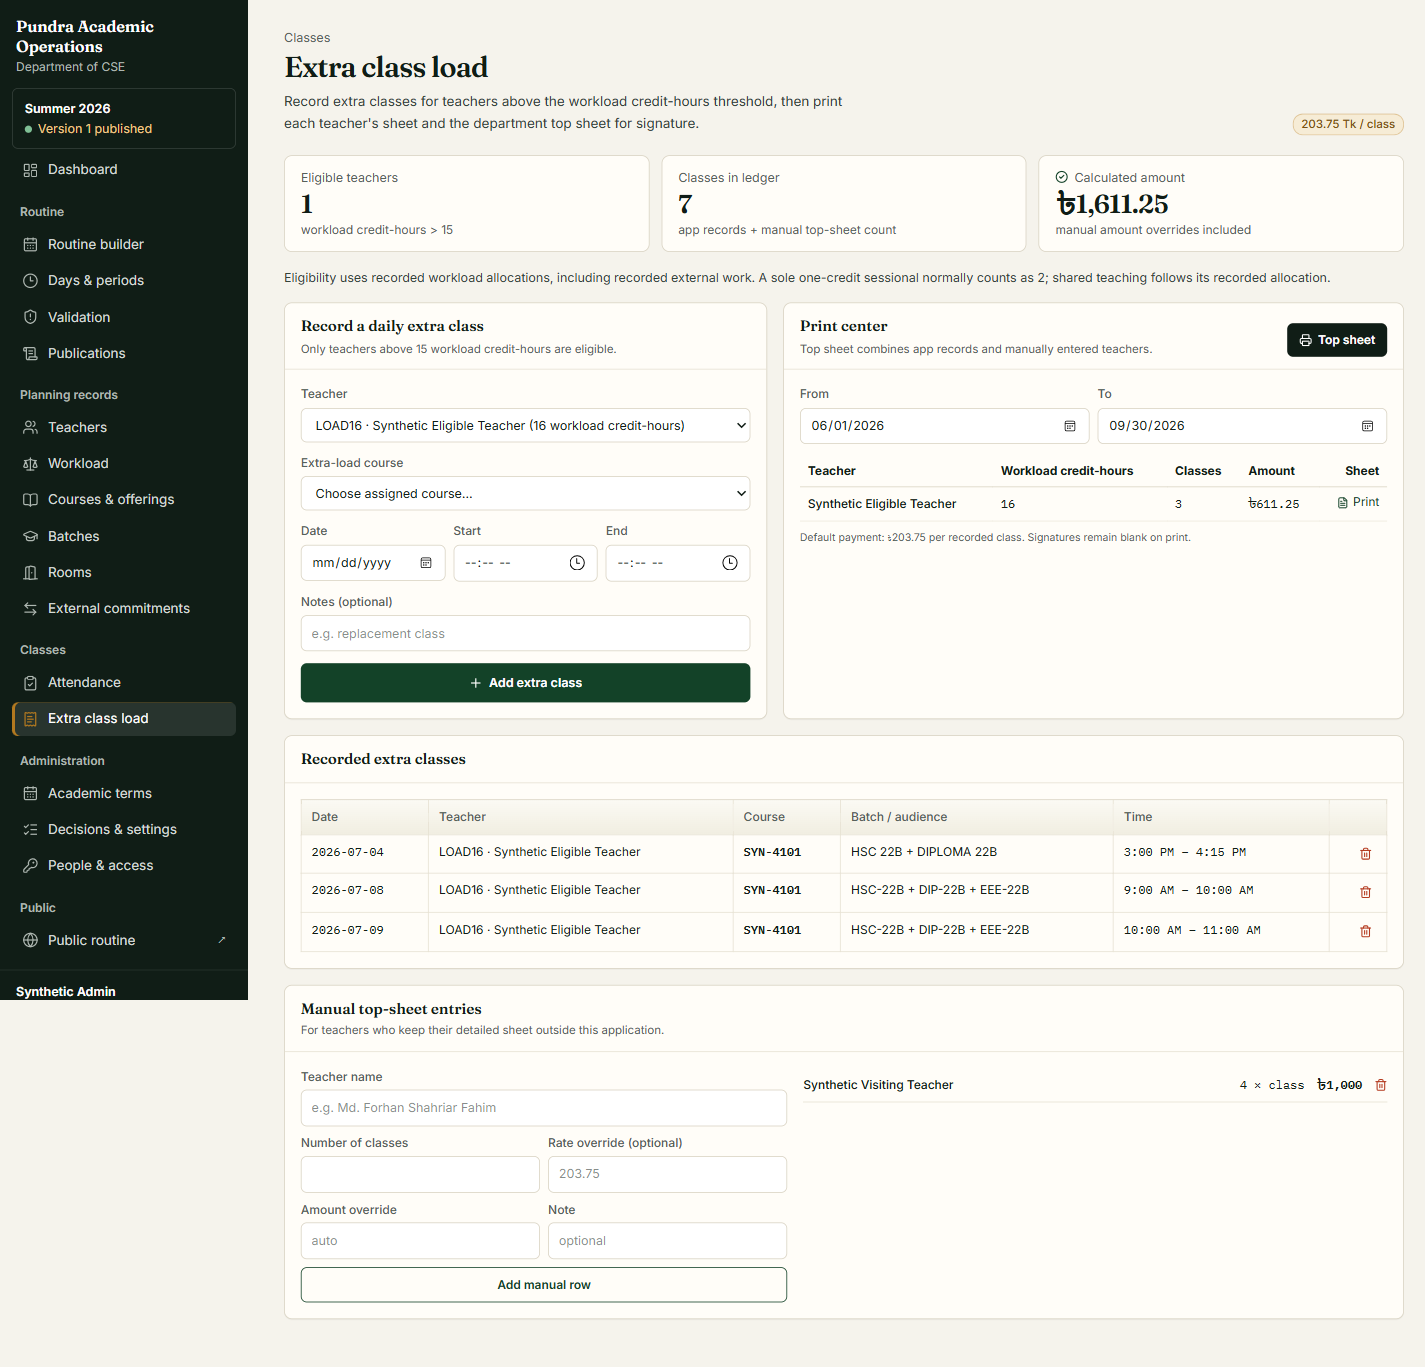 Pundra Academic
Operations
Department of CSE
Summer 2026
Version 1 published
Dashboard
Routine
Routine builder
Days & periods
Validation
Publications
Planning records
Teachers
Workload
Courses & offerings
Batches
Rooms
External commitments
Classes
Attendance
Extra class load
Administration
Academic terms
Decisions & settings
People & access
Public
Public routine ↗
Synthetic Admin
Classes
Extra class load
Record extra classes for teachers above the workload credit-hours threshold, then print
each teacher's sheet and the department top sheet for signature.
203.75 Tk / class
Eligible teachers
1
workload credit-hours > 15
Classes in ledger
7
app records + manual top-sheet count
Calculated amount
৳1,611.25
manual amount overrides included
Eligibility uses recorded workload allocations, including recorded external work. A sole one-credit sessional normally counts as 2; shared teaching follows its recorded allocation.
Record a daily extra class
Only teachers above 15 workload credit-hours are eligible.
Teacher
LOAD16 · Synthetic Eligible Teacher (16 workload credit-hours)
Extra-load course
Choose assigned course...
Date Start End
mm/dd/yyyy --:-- -- --:-- --
Notes (optional)
e.g. replacement class
+ Add extra class
Print center
Top sheet combines app records and manually entered teachers.
Top sheet
From To
06/01/2026 09/30/2026
Teacher Workload credit-hours Classes Amount Sheet
Synthetic Eligible Teacher 16 3 ৳611.25 Print
Default payment: ৳203.75 per recorded class. Signatures remain blank on print.
Recorded extra classes
Date Teacher Course Batch / audience Time
2026-07-04 LOAD16 · Synthetic Eligible Teacher SYN-4101 HSC 22B + DIPLOMA 22B 3:00 PM – 4:15 PM
2026-07-08 LOAD16 · Synthetic Eligible Teacher SYN-4101 HSC-22B + DIP-22B + EEE-22B 9:00 AM – 10:00 AM
2026-07-09 LOAD16 · Synthetic Eligible Teacher SYN-4101 HSC-22B + DIP-22B + EEE-22B 10:00 AM – 11:00 AM
Manual top-sheet entries
For teachers who keep their detailed sheet outside this application.
Teacher name
e.g. Md. Forhan Shahriar Fahim
Number of classes Rate override (optional)
203.75
Amount override Note
auto optional
Add manual row
Synthetic Visiting Teacher 4 × class ৳1,000